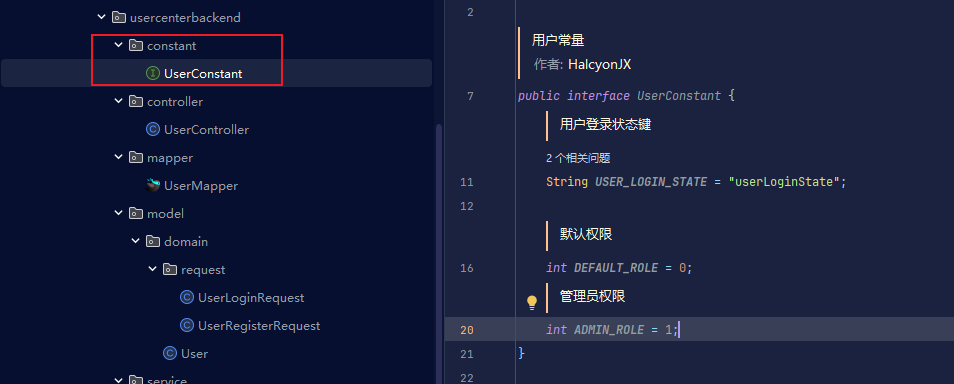 usercenterbackend
constant
UserConstant
controller
UserController
mapper
UserMapper
model
domain
request
UserLoginRequest
UserRegisterRequest
User
service
2
用户常量
作者: HalcyonJX
7 public interface UserConstant {
用户登录状态键
2 个相关问题
11 String USER_LOGIN_STATE = "userLoginState";
12
默认权限
16 int DEFAULT_ROLE = 0;
管理员权限
20 int ADMIN_ROLE = 1;
21 }
22